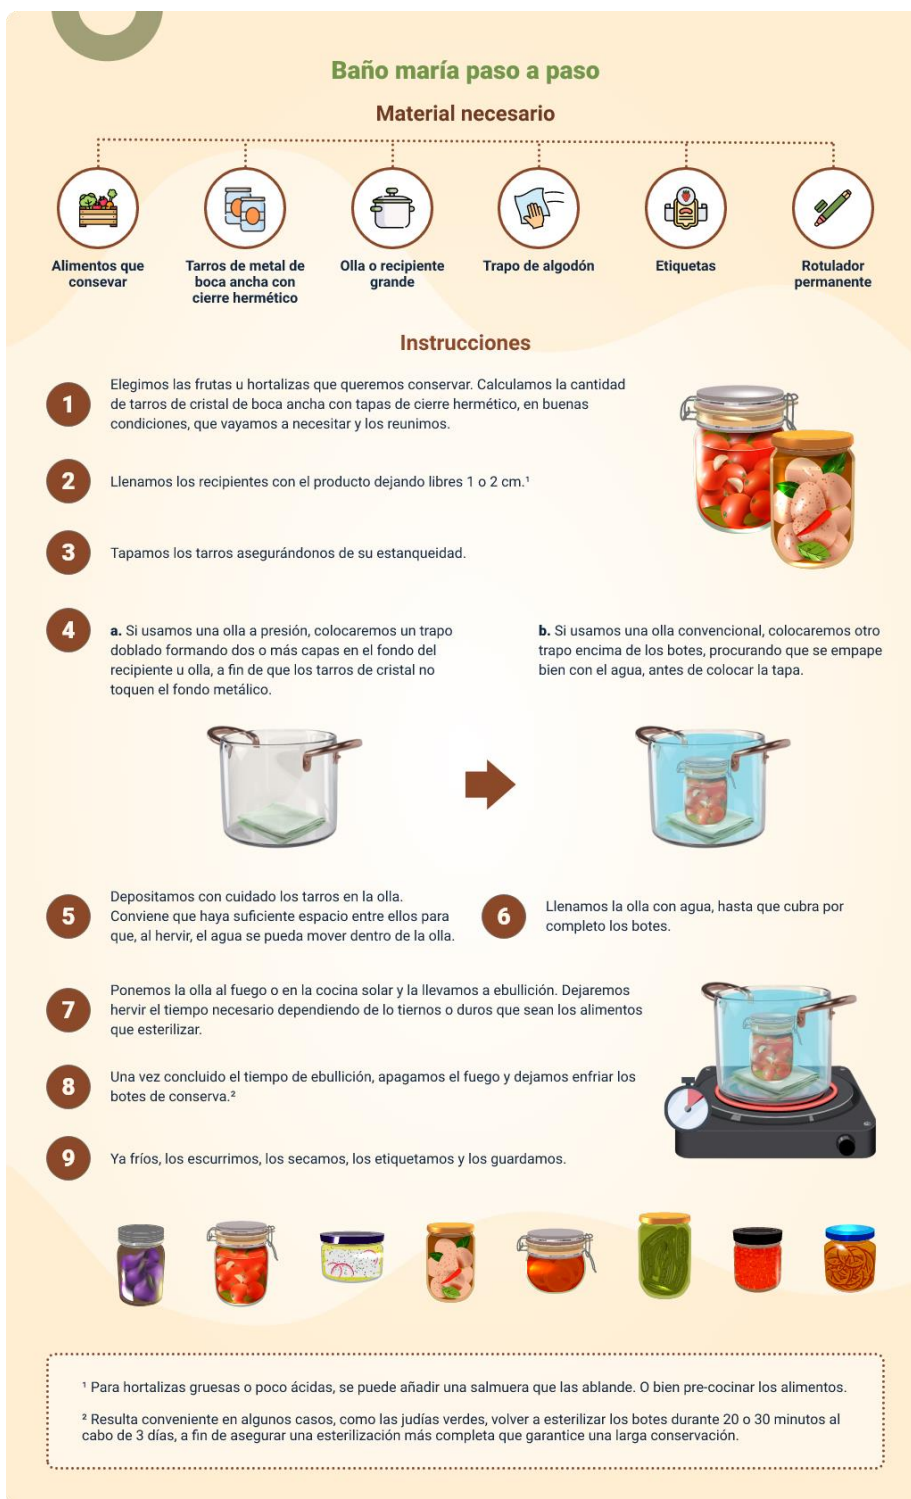 Baño maría paso a paso
Material necesario
Alimentos que
consevar
Tarros de metal de
boca ancha con
cierre hermético
Olla o recipiente
grande
Trapo de algodón
Etiquetas
Rotulador
permanente
Instrucciones
1
Elegimos las frutas u hortalizas que queremos conservar. Calculamos la cantidad
de tarros de cristal de boca ancha con tapas de cierre hermético, en buenas
condiciones, que vayamos a necesitar y los reunimos.
2
Llenamos los recipientes con el producto dejando libres 1 o 2 cm.¹
3
Tapamos los tarros asegurándonos de su estanqueidad.
4
a. Si usamos una olla a presión, colocaremos un trapo
doblado formando dos o más capas en el fondo del
recipiente u olla, a fin de que los tarros de cristal no
toquen el fondo metálico.
b. Si usamos una olla convencional, colocaremos otro
trapo encima de los botes, procurando que se empape
bien con el agua, antes de colocar la tapa.
5
Depositamos con cuidado los tarros en la olla.
Conviene que haya suficiente espacio entre ellos para
que, al hervir, el agua se pueda mover dentro de la olla.
6
Llenamos la olla con agua, hasta que cubra por
completo los botes.
7
Ponemos la olla al fuego o en la cocina solar y la llevamos a ebullición. Dejaremos
hervir el tiempo necesario dependiendo de lo tiernos o duros que sean los alimentos
que esterilizar.
8
Una vez concluido el tiempo de ebullición, apagamos el fuego y dejamos enfriar los
botes de conserva.²
9
Ya fríos, los escurrimos, los secamos, los etiquetamos y los guardamos.
¹ Para hortalizas gruesas o poco ácidas, se puede añadir una salmuera que las ablande. O bien pre-cocinar los alimentos.
² Resulta conveniente en algunos casos, como las judías verdes, volver a esterilizar los botes durante 20 o 30 minutos al
cabo de 3 días, a fin de asegurar una esterilización más completa que garantice una larga conservación.